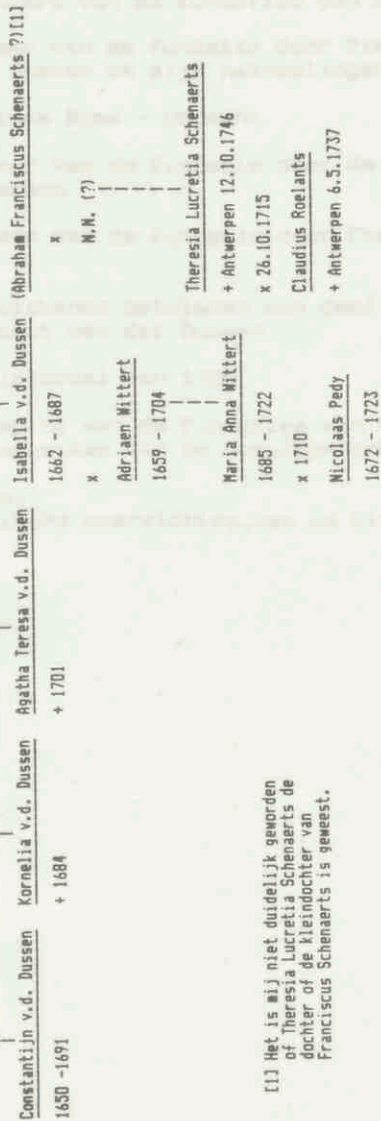 Constantijn v.d. Dussen
1650 -1691
Kornelia v.d. Dussen
+ 1684
Agatha Teresa v.d. Dussen
+ 1701
Isabella v.d. Dussen
1662 - 1687
x
Adriaen Wittert
1659 - 1704
Maria Anna Wittert
1685 - 1722
x 1710
Nicolaas Pedy
1672 - 1723
(Abraham Franciscus Schenaerts ?)[1]
x
N.N. (?)
Theresia Lucretia Schenaerts
+ Antwerpen 12.10.1746
x 26.10.1715
Claudius Roelants
+ Antwerpen 6.5.1737
[1] Het is mij niet duidelijk geworden
of Theresia Lucretia Schenaerts de
dochter of de kleindochter van
Franciscus Schenaerts is geweest.